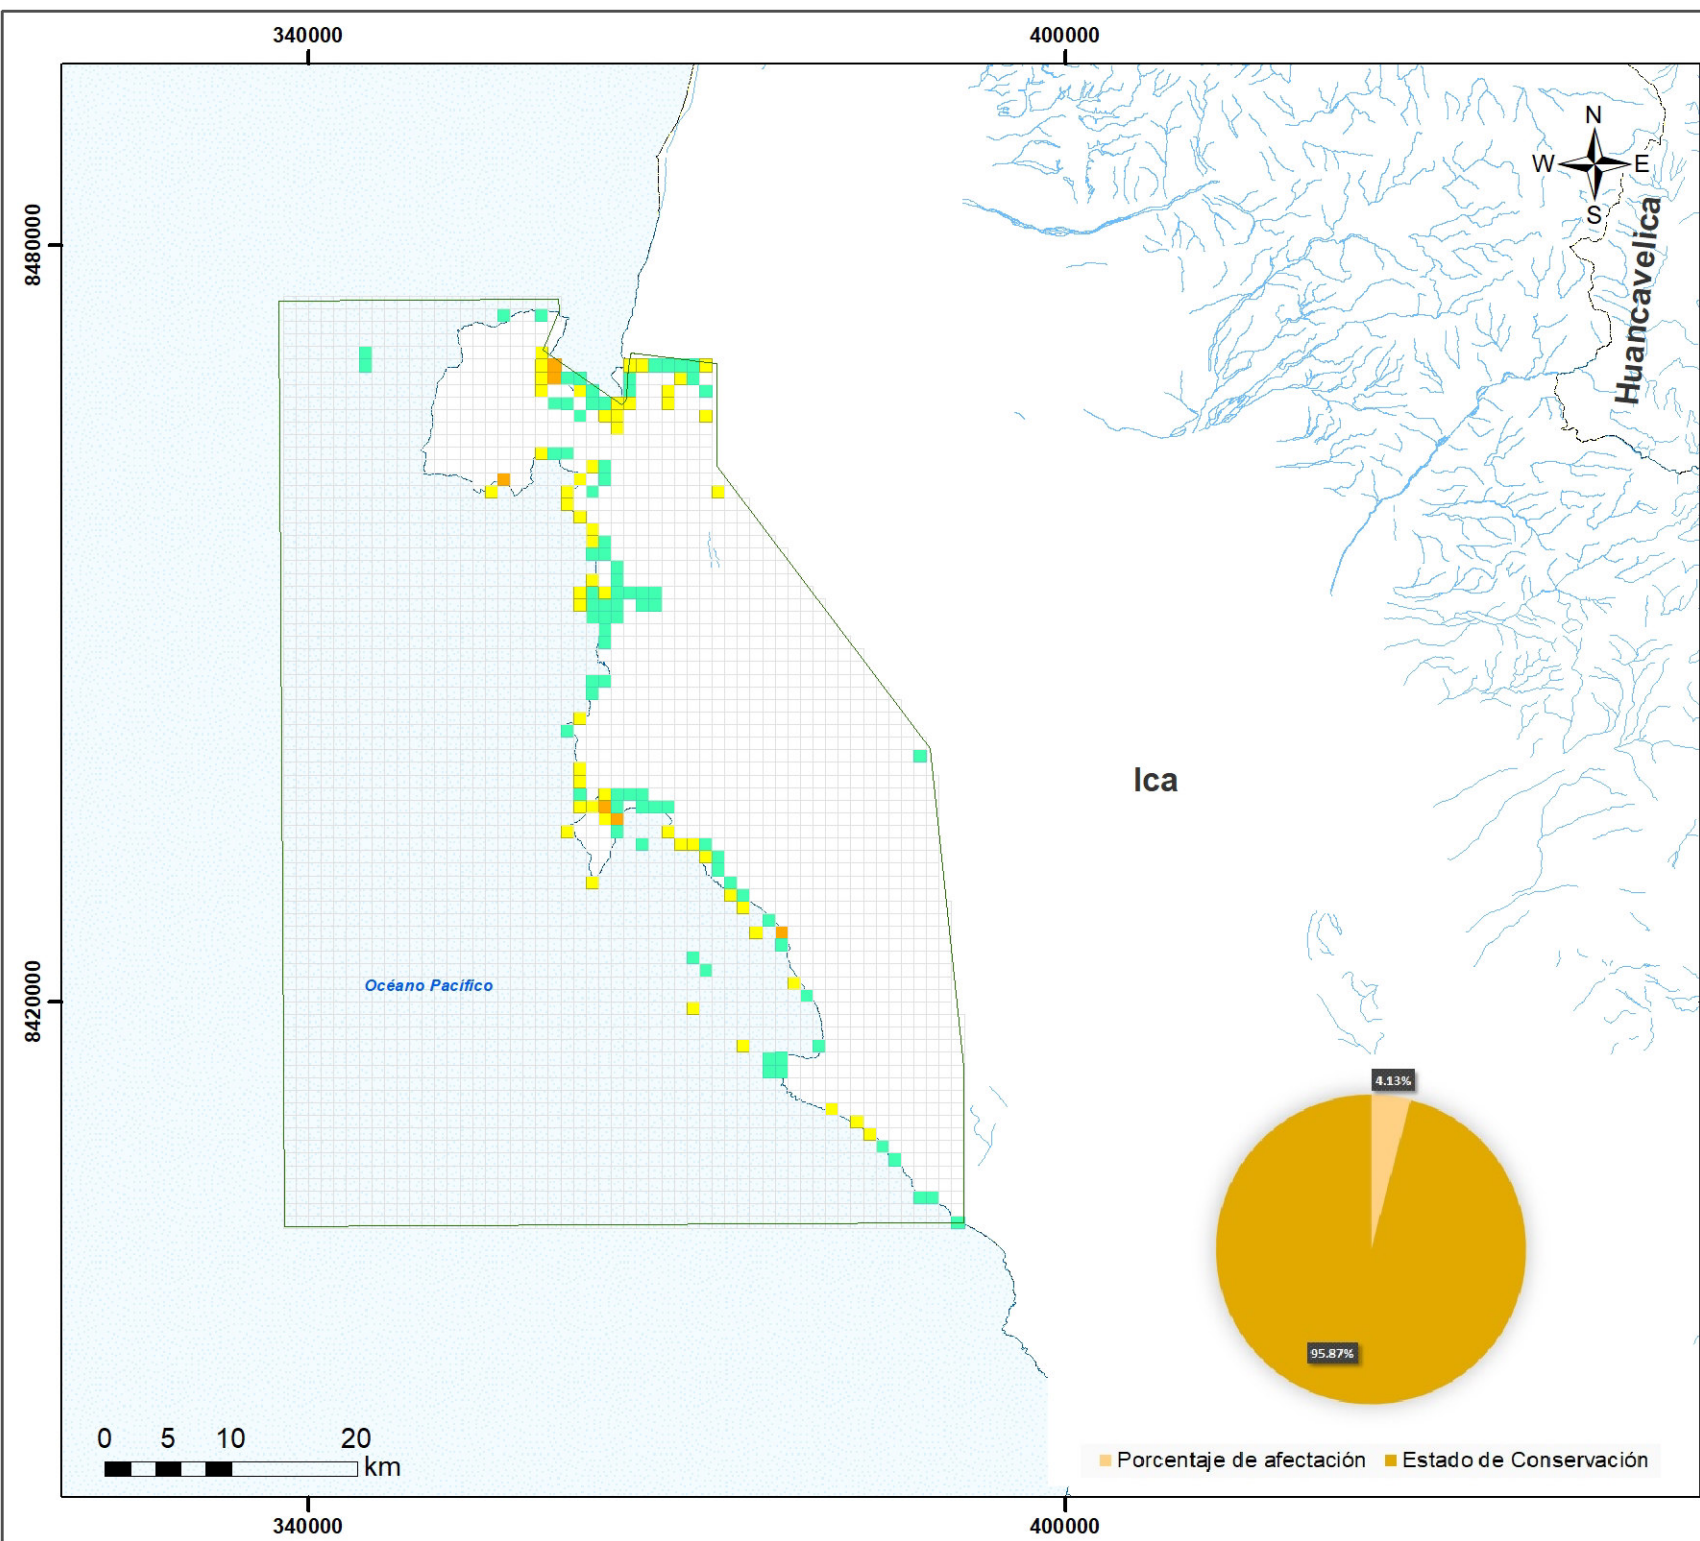 340000
400000
N
W
E
S
8480000
Huancavelica
Ica
8420000
Océano Pacifico
4.13%
95.87%
0
5
10
20
km
Porcentaje de afectación
Estado de Conservación
340000
400000